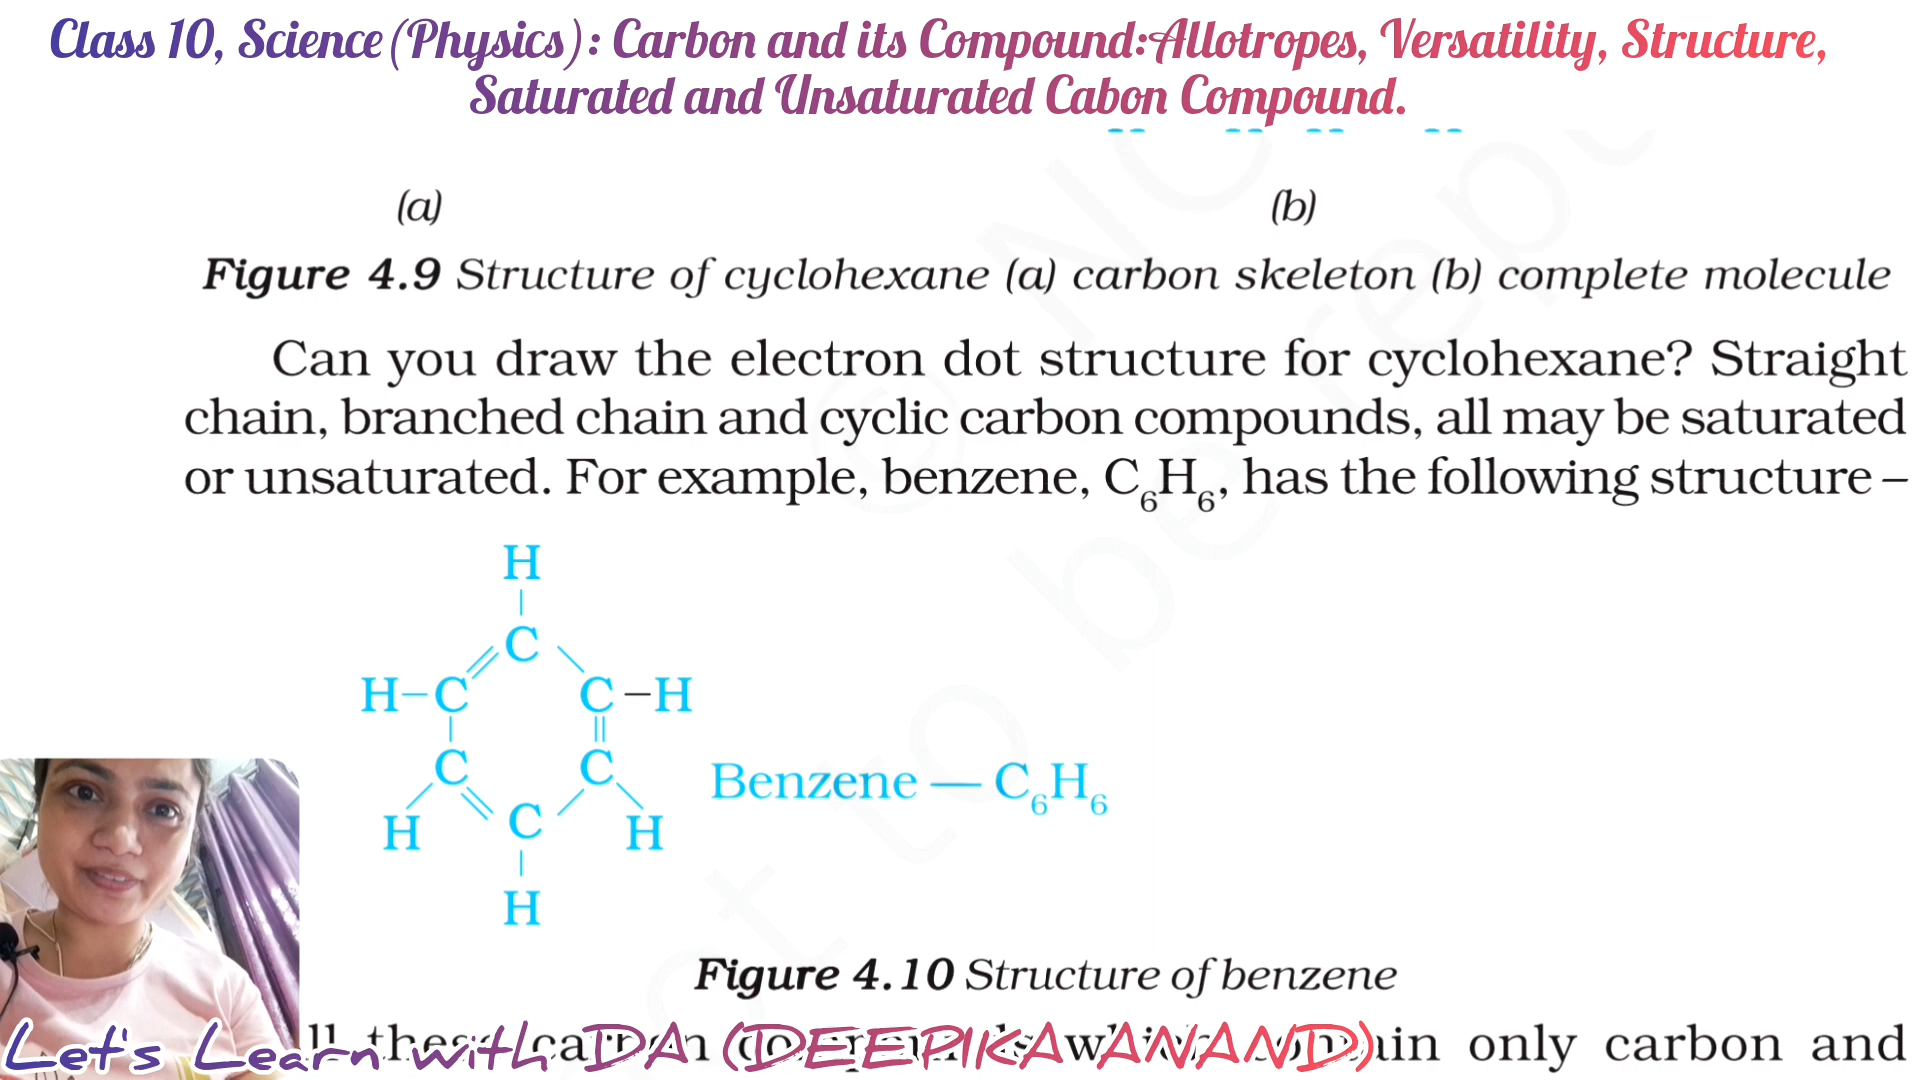 Class 10, Science (Physics) : Carbon and its Compound:Allotropes, Versatility, Structure,
Saturated and Unsaturated Cabon Compound.
(a) (b)
Figure 4.9 Structure of cyclohexane (a) carbon skeleton (b) complete molecule
Can you draw the electron dot structure for cyclohexane? Straight
chain, branched chain and cyclic carbon compounds, all may be saturated
or unsaturated. For example, benzene, C₆H₆, has the following structure –
H
C
H–C C–H
C C
Benzene — C₆H₆
H C H
H
Figure 4.10 Structure of benzene
Let's Learn with DA (DEEPIKA ANAND)
only carbon and